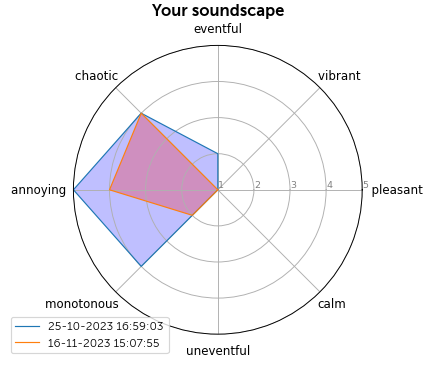 Your soundscape
eventful
chaotic
vibrant
annoying
1
2
3
4
5
pleasant
monotonous
calm
25-10-2023 16:59:03
16-11-2023 15:07:55
uneventful